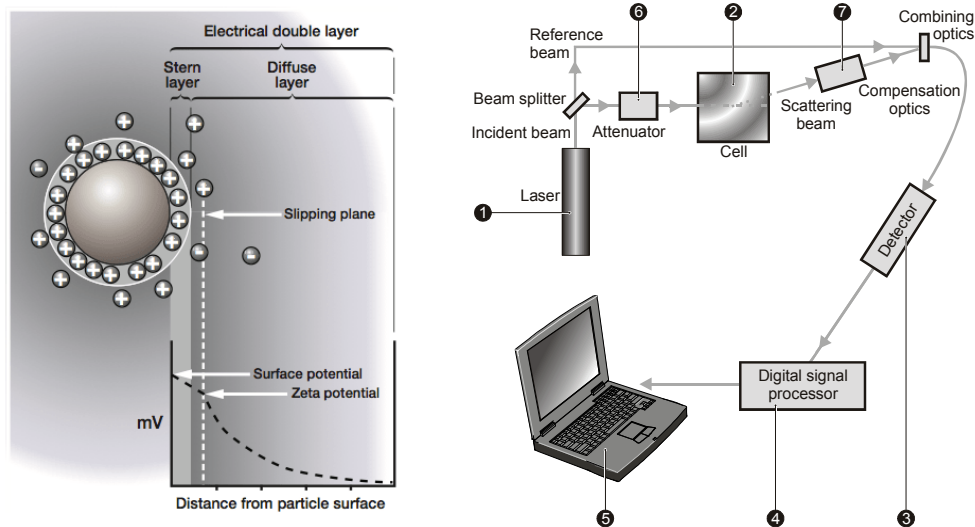 Electrical double layer
Stern
layer
Diffuse
layer
Slipping plane
Surface potential
Zeta potential
mV
Distance from particle surface
6
2
7
Combining
optics
Reference
beam
Beam splitter
Incident beam
Attenuator
Cell
Scattering
beam
Compensation
optics
Laser
1
Detector
Digital signal
processor
5
4
3